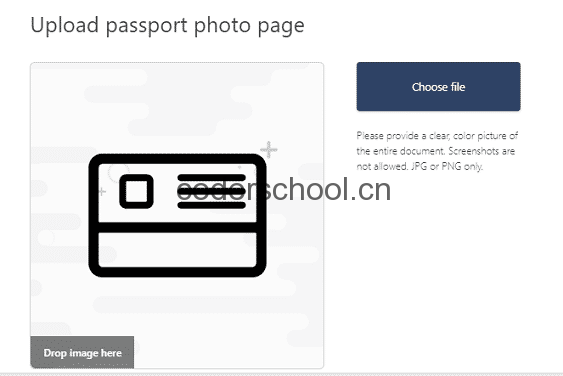 Upload passport photo page
Choose file
Please provide a clear, color picture of
the entire document. Screenshots are
not allowed. JPG or PNG only.
coderschool.cn
Drop image here